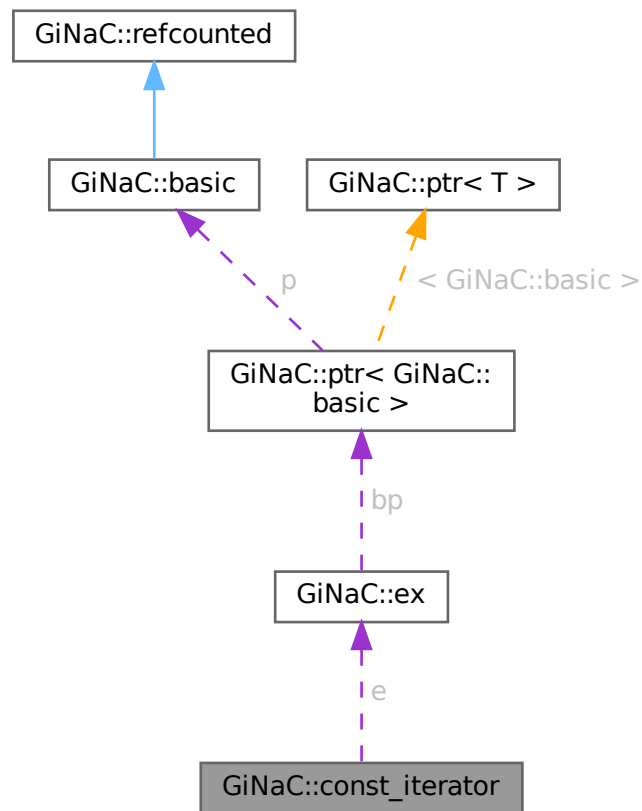 GiNaC::refcounted
GiNaC::basic
GiNaC::ptr< T >
p
< GiNaC::basic >
GiNaC::ptr< GiNaC::
basic >
bp
GiNaC::ex
e
GiNaC::const_iterator